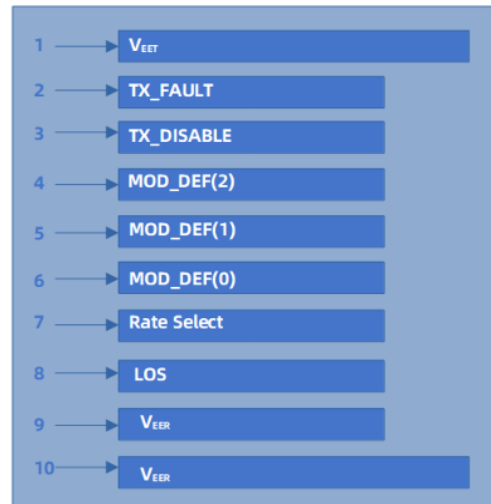 1 VEET
2 TX_FAULT
3 TX_DISABLE
4 MOD_DEF(2)
5 MOD_DEF(1)
6 MOD_DEF(0)
7 Rate Select
8 LOS
9 VEER
10 VEER